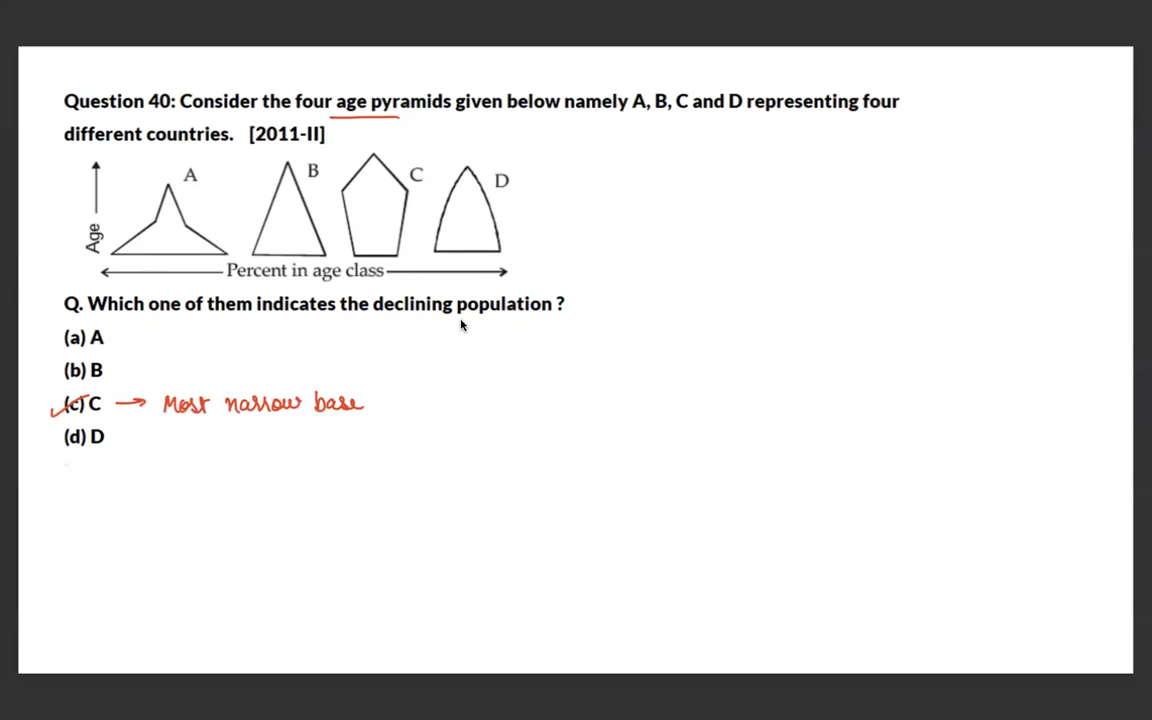 Question 40: Consider the four age pyramids given below namely A, B, C and D representing four
different countries. [2011-II]
A
B
C
D
Age
Percent in age class
Q. Which one of them indicates the declining population ?
(a) A
(b) B
(c) C → Most narrow base
(d) D